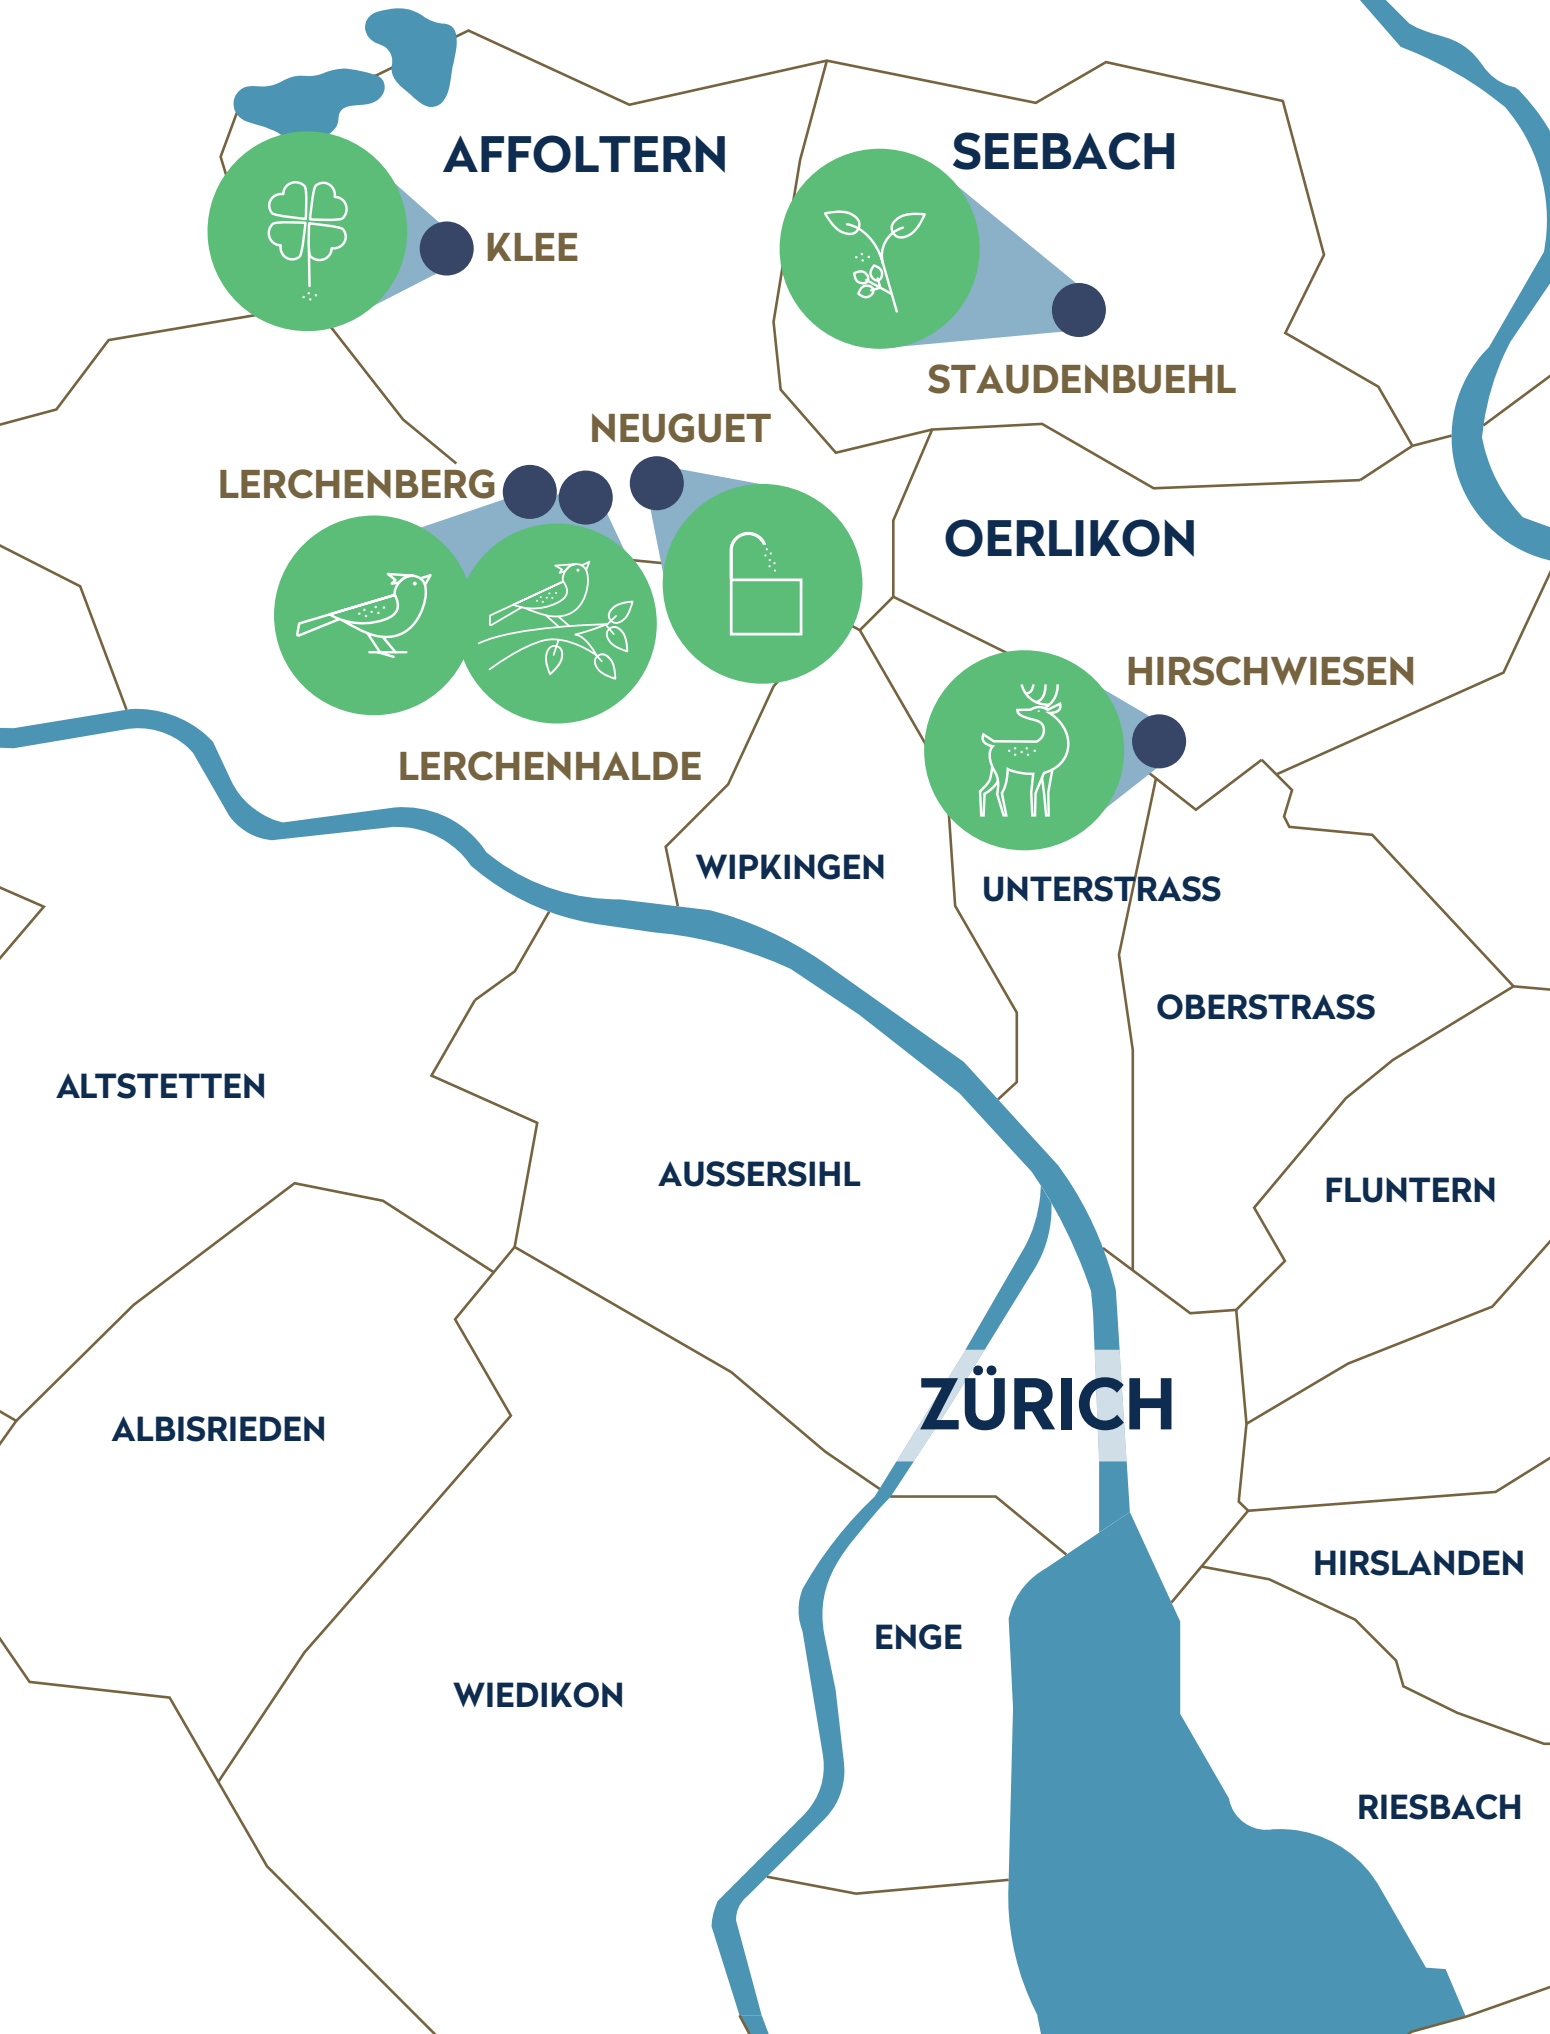 AFFOLTERN
SEEBACH
KLEE
STAUDENBUEHL
NEUGUET
LERCHENBERG
OERLIKON
HIRSCHWIESEN
LERCHENHALDE
WIPKINGEN
UNTERSTRASS
OBERSTRASS
ALTSTETTEN
AUSSERSIHL
FLUNTERN
ZÜRICH
ALBISRIEDEN
HIRSLANDEN
ENGE
WIEDIKON
RIESBACH